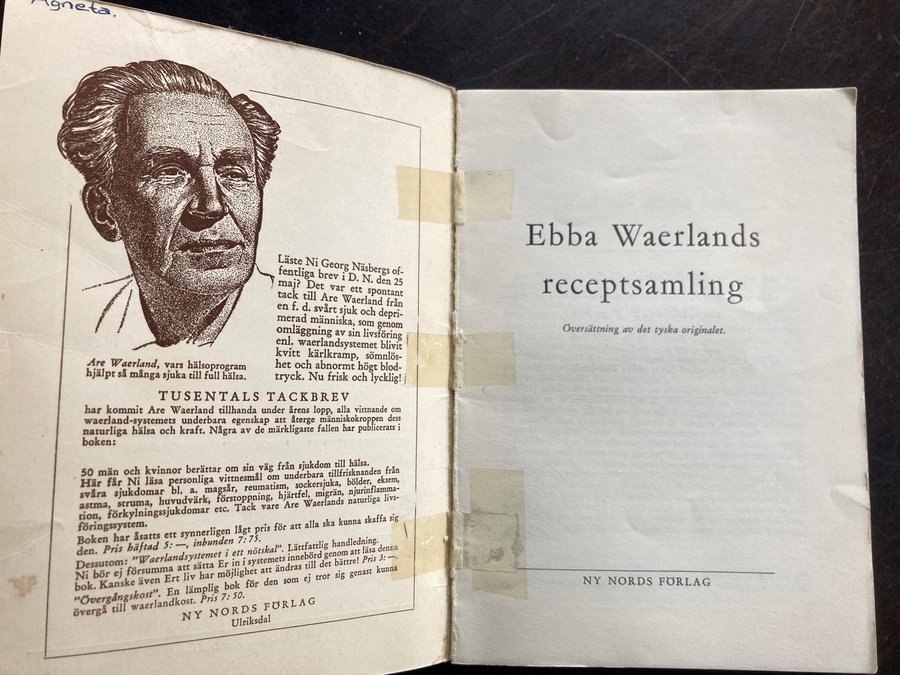 Agneta.
Läste Ni Georg Näsbergs of-
fentliga brev i D. N. den 25
maj? Det var ett spontant
tack till Are Waerland från
en f. d. svårt sjuk och depri-
merad människa, som genom
omläggning av sin livsföring
enl. waerlandsystemet blivit
kvitt kärlkramp, sömnlös-
het och abnormt högt blod-
tryck. Nu frisk och lycklig!
Are Waerland, vars hälsoprogram
hjälpt så många sjuka till full hälsa.
TUSENTALS TACKBREV
har kommit Are Waerland tillhanda under årens lopp, alla vittnande om
waerland-systemets underbara egenskap att återge människokroppen dess
naturliga hälsa och kraft. Några av de märkligaste fallen har publicerats i
boken:
50 män och kvinnor berättar om sin väg från sjukdom till hälsa.
Här får Ni läsa personliga vittnesmål om underbara tillfrisknanden från
svåra sjukdomar bl. a. magsår, reumatism, sockersjuka, bölder, eksem,
astma, struma, huvudvärk, förstoppning, hjärtfel, migrän, njurinflamma-
tion, förkylningssjukdomar etc. Tack vare Are Waerlands naturliga livs-
föringssystem.
Boken har åsatts ett synnerligen lågt pris för att alla ska kunna skaffa sig
den. Pris häftad 5: —, inbunden 7: 75.
Dessutom: "Waerlandsystemet i ett nötskal". Lättfattlig handledning.
Ni bör ej försumma att sätta Er in i systemets innebörd genom att läsa denna
bok. Kanske även Ert liv har möjlighet att ändras till det bättre! Pris 3: —.
"Övergångskost". En lämplig bok för den som ej tror sig genast kunna
övergå till waerlandkost. Pris 7: 50.
NY NORDS FÖRLAG
Ulriksdal
Ebba Waerlands
receptsamling
Översättning av det tyska originalet.
NY NORDS FÖRLAG